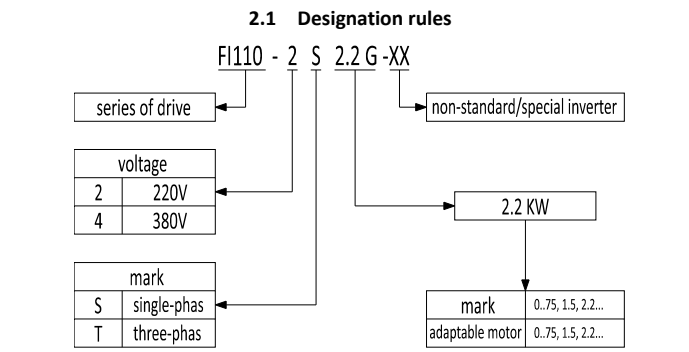 2.1 Designation rules
FI110 - 2 S 2.2 G -XX
series of drive
non-standard/special inverter
voltage
2 220V
4 380V
2.2 KW
mark
S single-phas
T three-phas
mark 0..75, 1.5, 2.2...
adaptable motor 0..75, 1.5, 2.2...